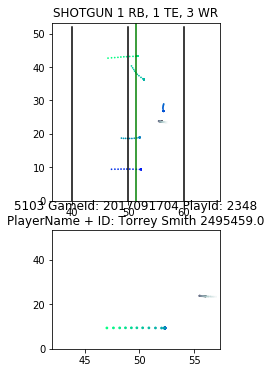 SHOTGUN 1 RB, 1 TE, 3 WR
50
40
30
20
10
0
40 50 60
5103 GameId: 2017091704 PlayId: 2348
PlayerName + ID: Torrey Smith 2495459.0
40
20
0
45 50 55